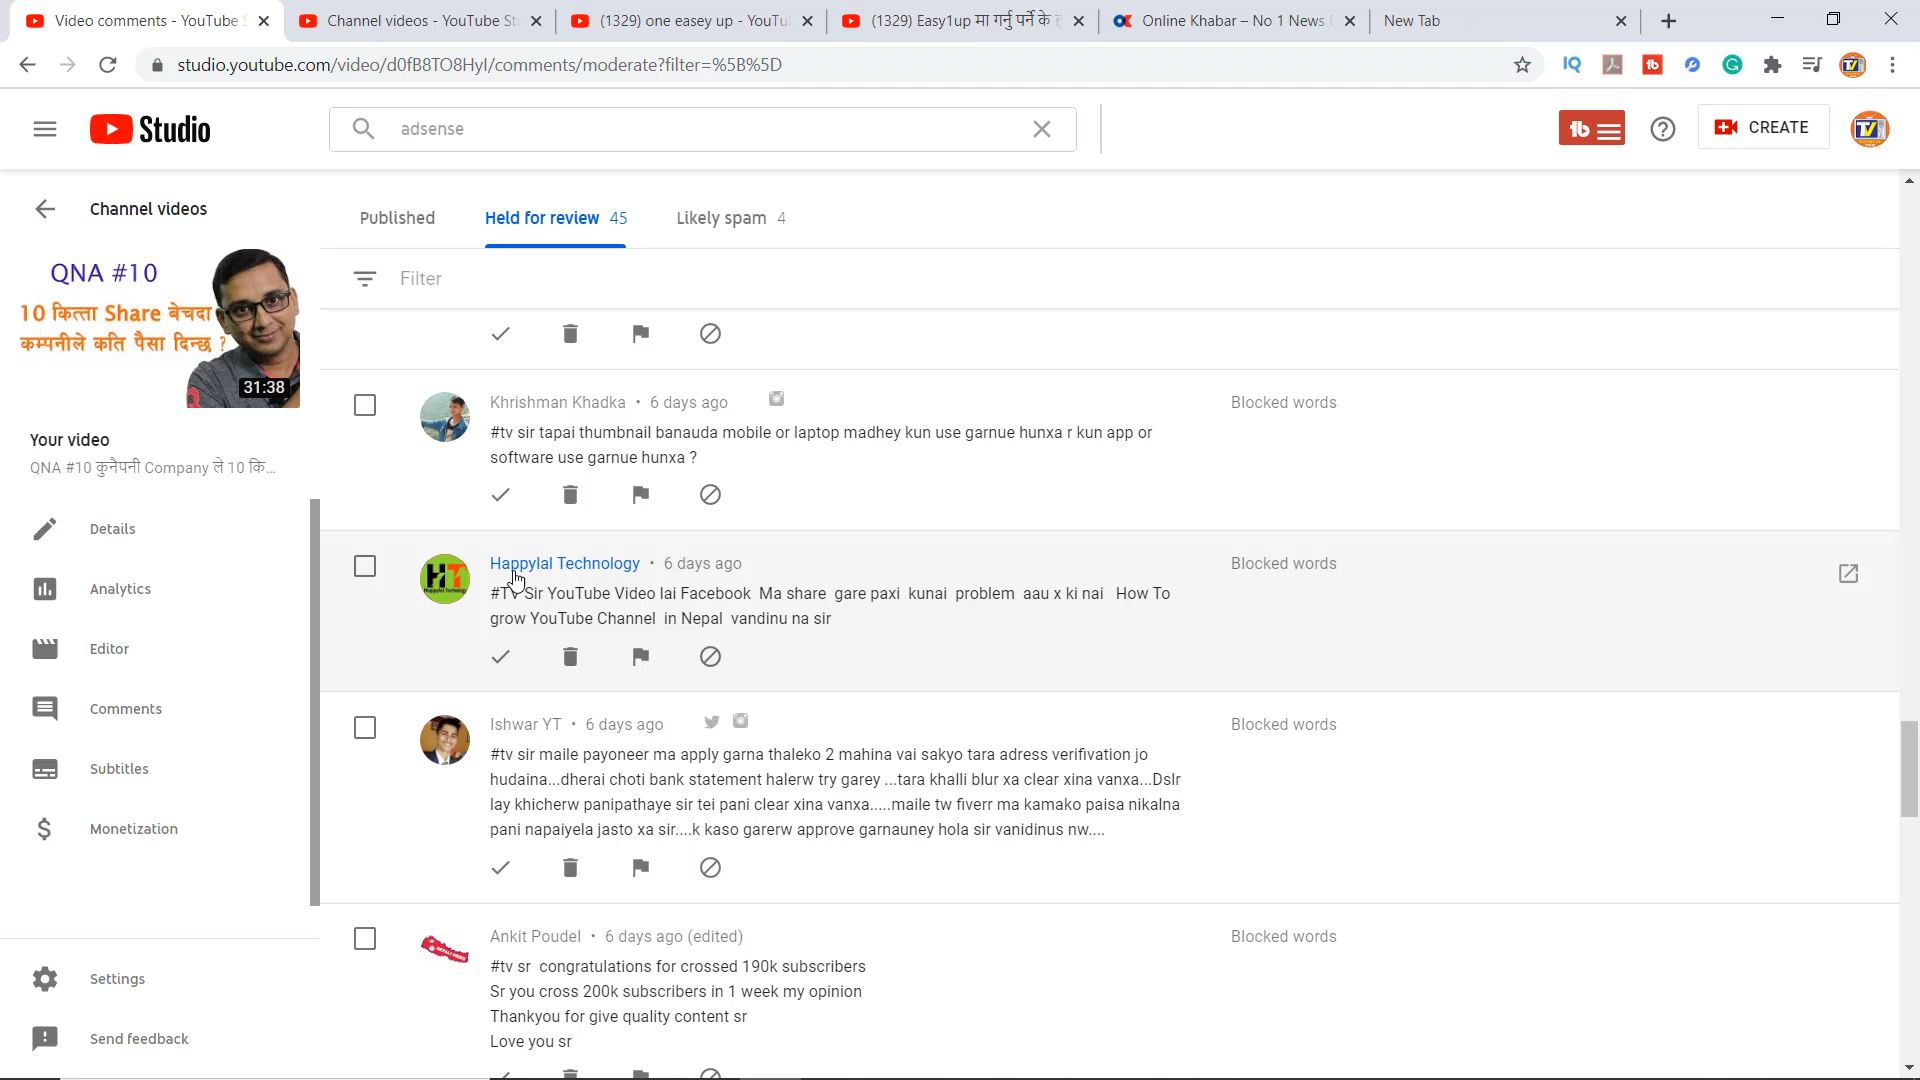 Video comments - YouTube S
Channel videos - YouTube St
(1329) one easey up - YouTu
(1329) Easy1up मा गर्नु पर्ने के
Online Khabar – No 1 News
New Tab
studio.youtube.com/video/d0fB8TO8HyI/comments/moderate?filter=%5B%5D
Studio
adsense
CREATE
Channel videos
Published
Held for review 45
Likely spam 4
Filter
QNA #10
10 कित्ता Share बेचदा
कम्पनीले कति पैसा दिन्छ ?
31:38
Your video
QNA #10 कुनैपनी Company ले 10 कि...
Details
Analytics
Editor
Comments
Subtitles
Monetization
Settings
Send feedback
Khrishman Khadka • 6 days ago
Blocked words
#tv sir tapai thumbnail banauda mobile or laptop madhey kun use garnue hunxa r kun app or
software use garnue hunxa ?
Happylal Technology • 6 days ago
Blocked words
#TV Sir YouTube Video lai Facebook Ma share gare paxi kunai problem aau x ki nai How To
grow YouTube Channel in Nepal vandinu na sir
Ishwar YT • 6 days ago
Blocked words
#tv sir maile payoneer ma apply garna thaleko 2 mahina vai sakyo tara adress verifivation jo
hudaina...dherai choti bank statement halerw try garey ...tara khalli blur xa clear xina vanxa...Dslr
lay khicherw panipathaye sir tei pani clear xina vanxa.....maile tw fiverr ma kamako paisa nikalna
pani napaiyela jasto xa sir....k kaso garerw approve garnauney hola sir vanidinus nw....
Ankit Poudel • 6 days ago (edited)
Blocked words
#tv sr congratulations for crossed 190k subscribers
Sr you cross 200k subscribers in 1 week my opinion
Thankyou for give quality content sr
Love you sr